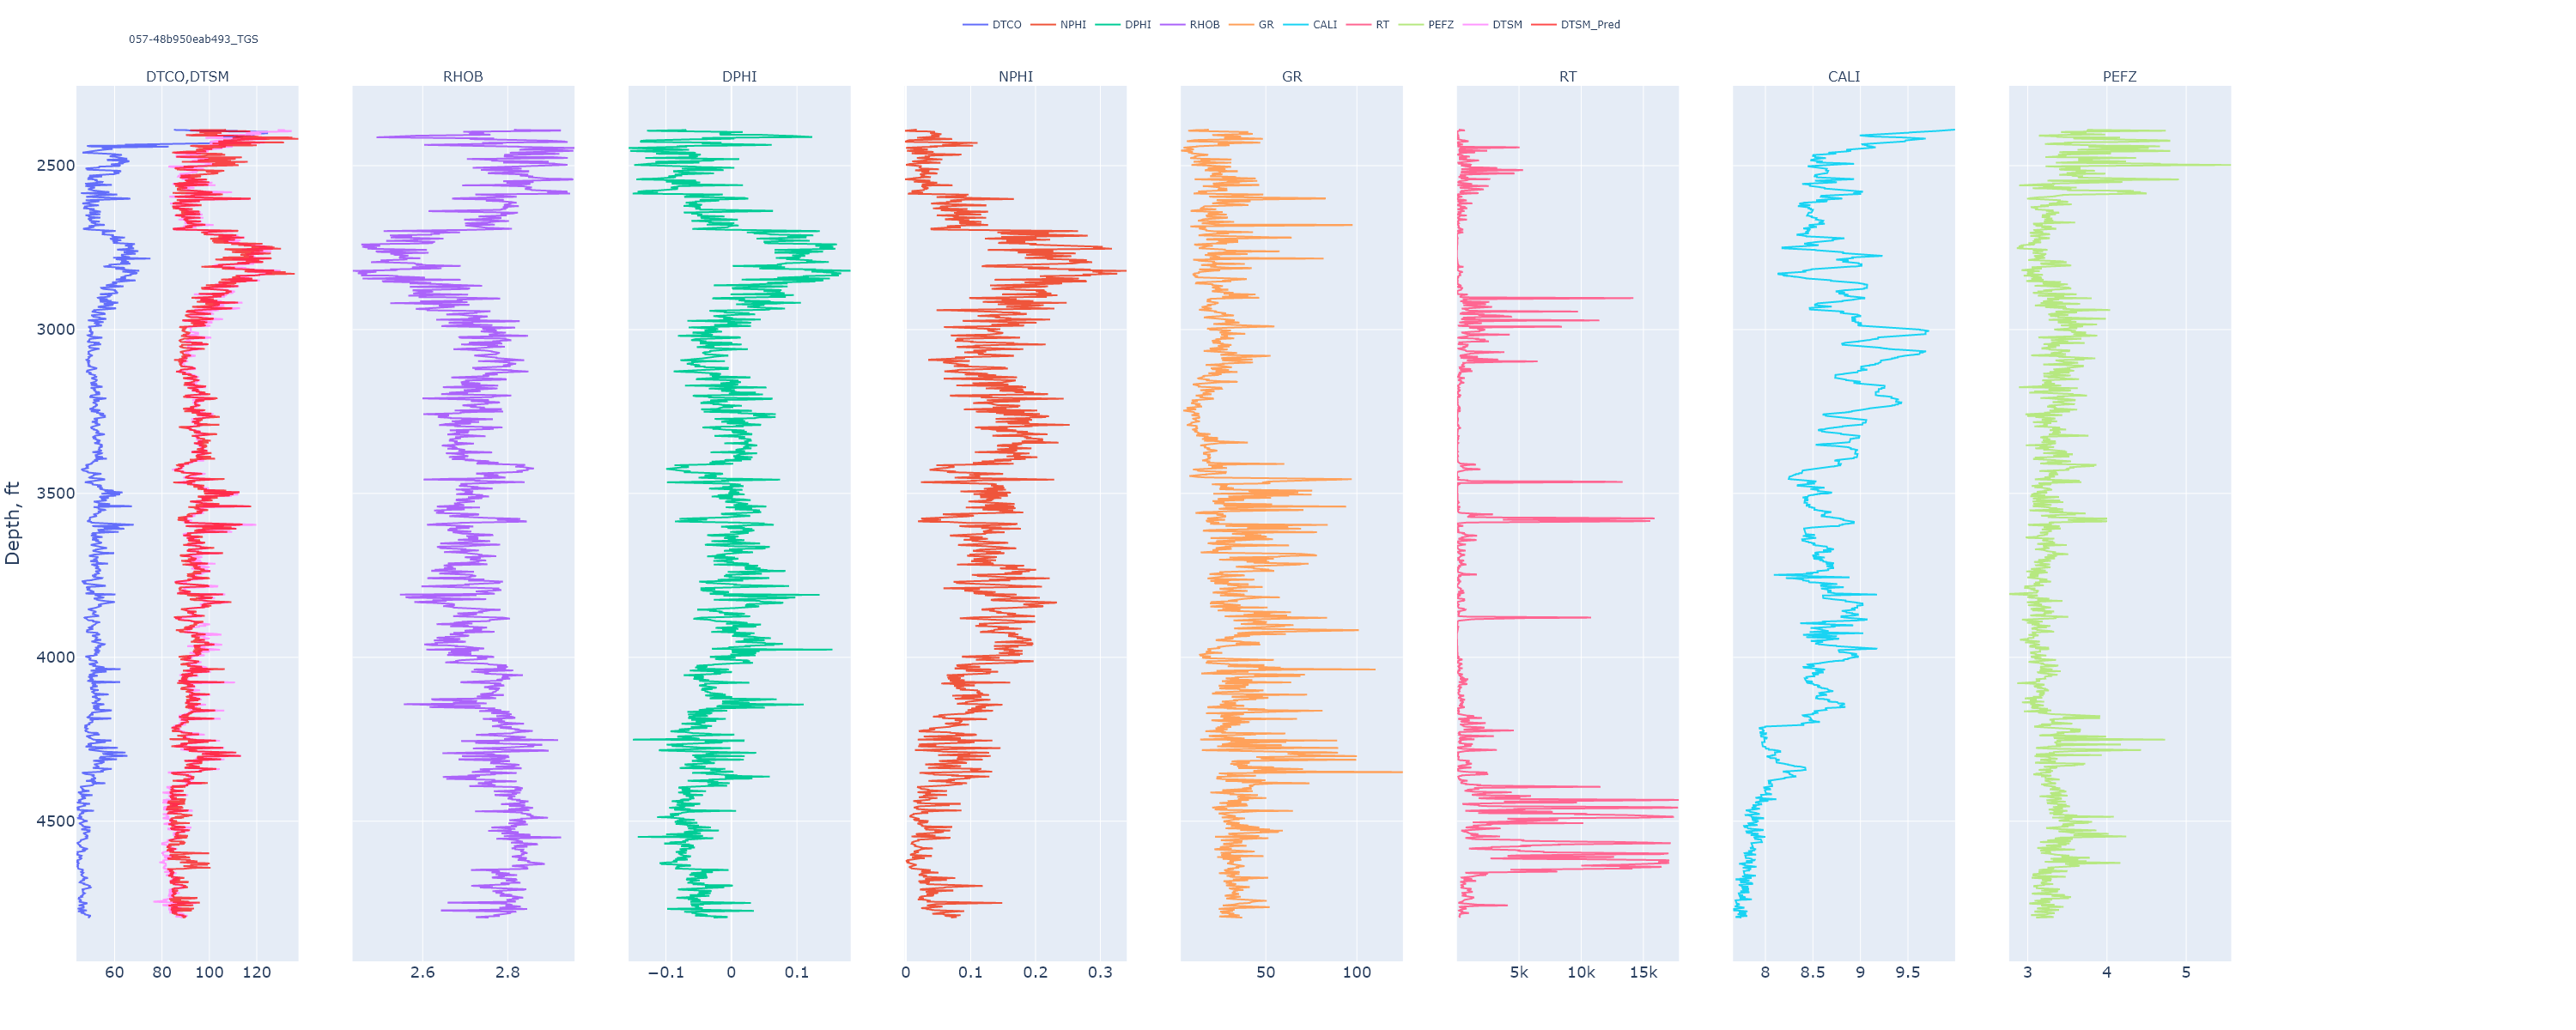 DTCO NPHI DPHI RHOB GR CALI RT PEFZ DTSM DTSM_Pred
057-48b950eab493_TGS
DTCO,DTSM RHOB DPHI NPHI GR RT CALI PEFZ
2500
3000
3500
Depth, ft
4000
4500
60 80 100 120 2.6 2.8 −0.1 0 0.1 0 0.1 0.2 0.3 50 100 5k 10k 15k 8 8.5 9 9.5 3 4 5